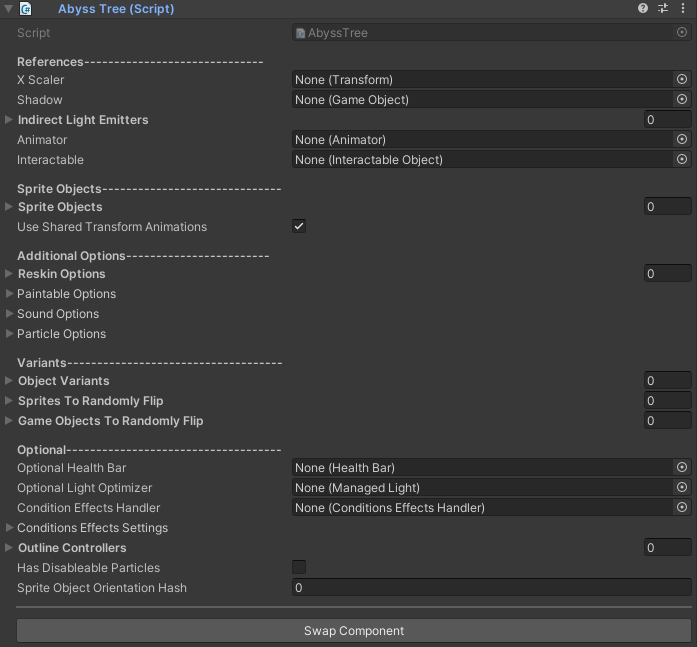 Abyss Tree (Script)
Script AbyssTree
References-----------------------------
X Scaler None (Transform)
Shadow None (Game Object)
Indirect Light Emitters 0
Animator None (Animator)
Interactable None (Interactable Object)
Sprite Objects-----------------------------
Sprite Objects 0
Use Shared Transform Animations
Additional Options-----------------------
Reskin Options 0
Paintable Options
Sound Options
Particle Options
Variants-----------------------------------
Object Variants 0
Sprites To Randomly Flip 0
Game Objects To Randomly Flip 0
Optional-----------------------------------
Optional Health Bar None (Health Bar)
Optional Light Optimizer None (Managed Light)
Condition Effects Handler None (Conditions Effects Handler)
Conditions Effects Settings
Outline Controllers 0
Has Disableable Particles
Sprite Object Orientation Hash 0
Swap Component